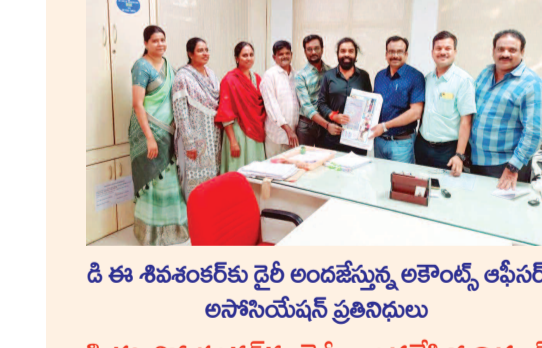 డి ఈ శివశంకర్‌కు డైరీ అందజేస్తున్న అకౌంట్స్ ఆఫీసర్
అసోసియేషన్ ప్రతినిధులు